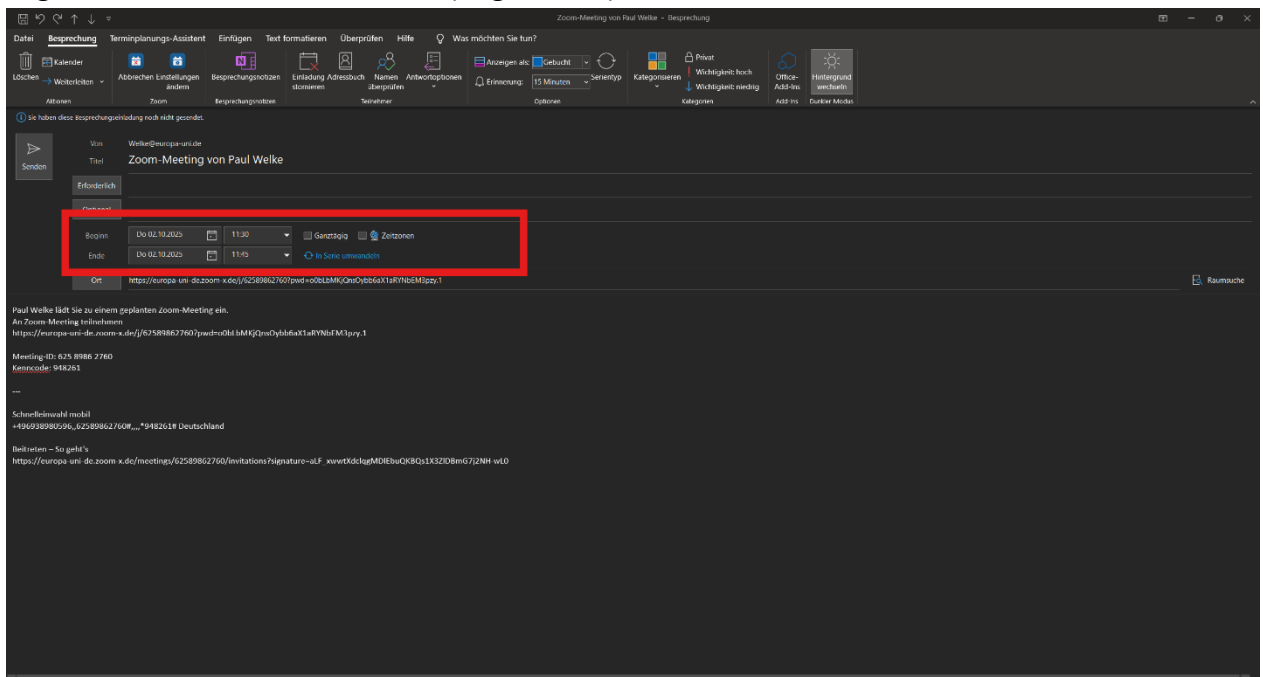 Zoom-Meeting von Paul Welke - Besprechung
Datei Besprechung Terminplanungs-Assistent Einfügen Text formatieren Überprüfen Hilfe Was möchten Sie tun?
Löschen
Kalender
Weiterleiten
Aktionen
Abbrechen Einstellungen ändern
Zoom
Besprechungsnotizen
Besprechungsnotizen
Einladung stornieren
Adressbuch
Namen überprüfen
Antwortoptionen
Teilnehmer
Anzeigen als: Gebucht
Erinnerung: 15 Minuten
Serientyp
Optionen
Kategorisieren
Privat
Wichtigkeit: hoch
Wichtigkeit: niedrig
Kategorien
Office-Add-Ins
Add-Ins
Hintergrund wechseln
Dunkler Modus
Sie haben diese Besprechungseinladung noch nicht gesendet.
Senden
Von Welke@europa-uni.de
Titel Zoom-Meeting von Paul Welke
Erforderlich
Beginn Do 02.10.2025 11:30 Ganztägig Zeitzonen
Ende Do 02.10.2025 11:45 In Serie umwandeln
Ort Raumsuche
Paul Welke lädt Sie zu einem geplanten Zoom-Meeting ein.
An Zoom-Meeting teilnehmen
Meeting-ID: 625 8986 2760
Kenncode: 948261
---
Schnelleinwahl mobil
+496938980596,,62589862760#,,,,*948261# Deutschland
Beitreten – So geht's